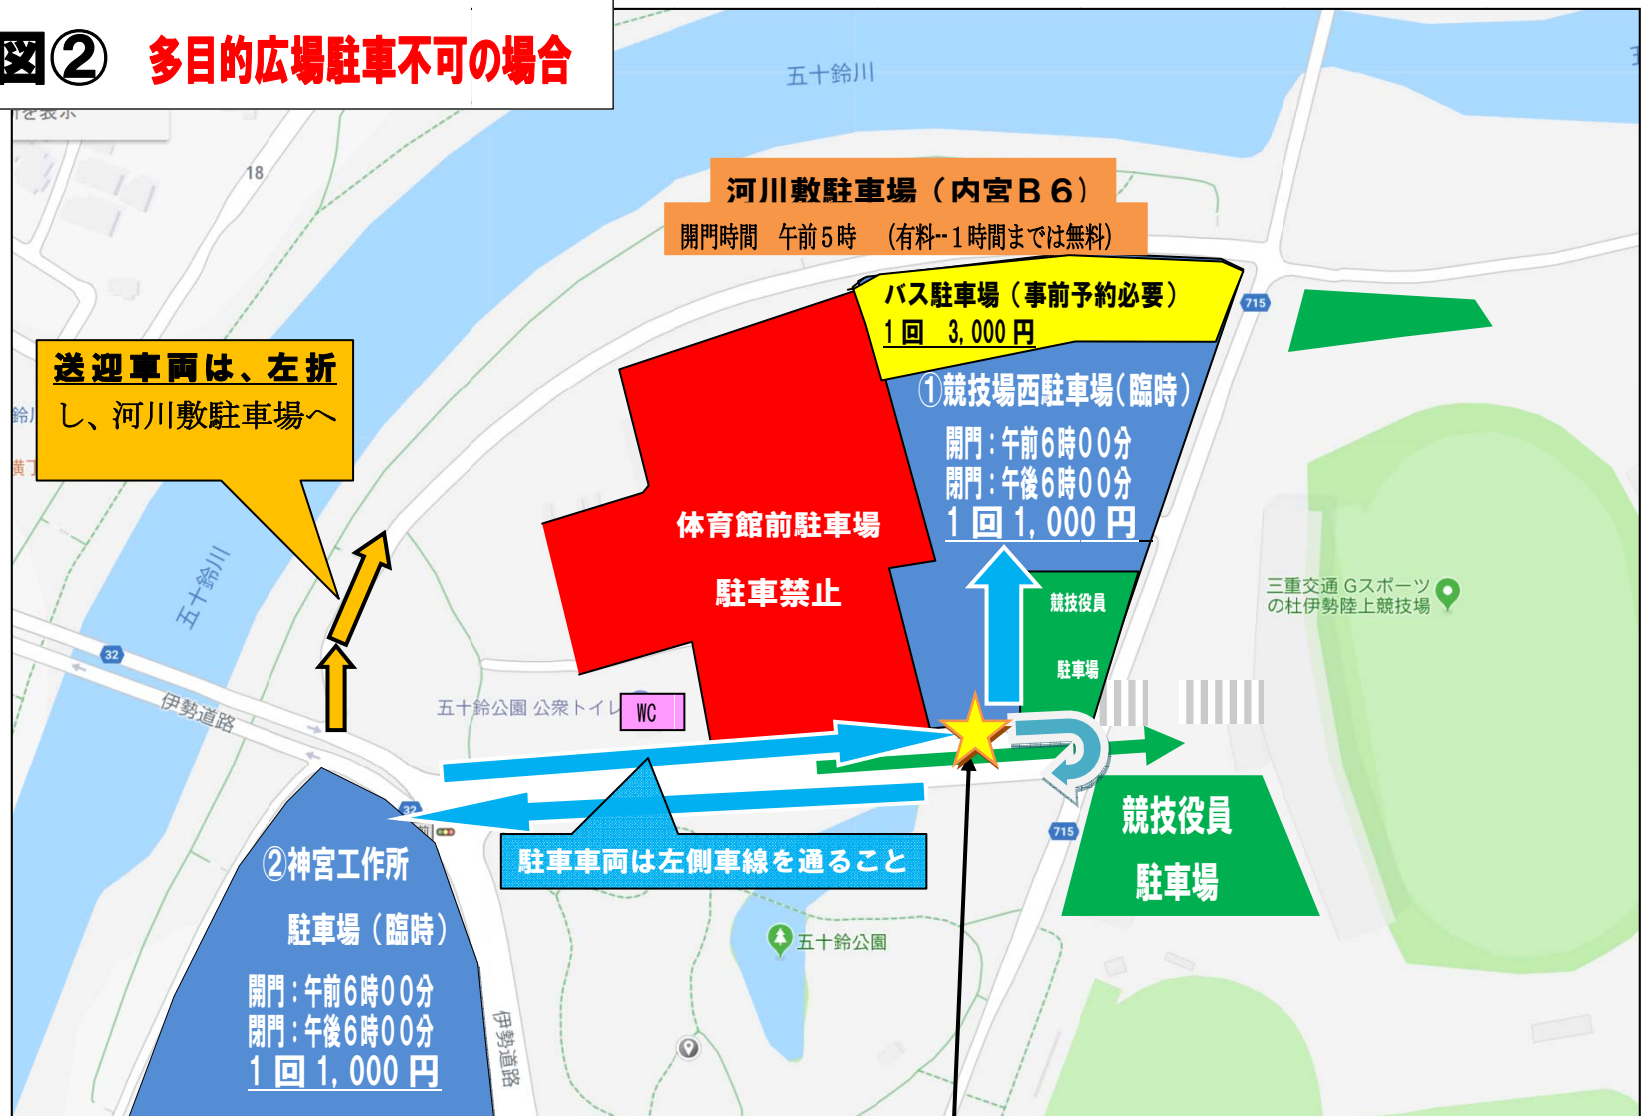 図② 多目的広場駐車不可の場合
を表示
五十鈴川
18
河川敷駐車場（内宮Ｂ６）
開門時間　午前５時　（有料--１時間までは無料）
バス駐車場（事前予約必要）
１回　3,000円
715
①競技場西駐車場（臨時）
開門：午前６時００分
閉門：午後６時００分
１回 1,000 円
送迎車両は、左折
し、河川敷駐車場へ
体育館前駐車場
駐車禁止
競技役員
駐車場
三重交通 Gスポーツ
の杜伊勢陸上競技場
五十鈴川
32
伊勢道路
五十鈴公園 公衆トイレ
WC
32
駐車車両は左側車線を通ること
715
競技役員
駐車場
②神宮工作所
駐車場（臨時）
開門：午前６時００分
閉門：午後６時００分
１回 1,000 円
五十鈴公園
伊勢道路